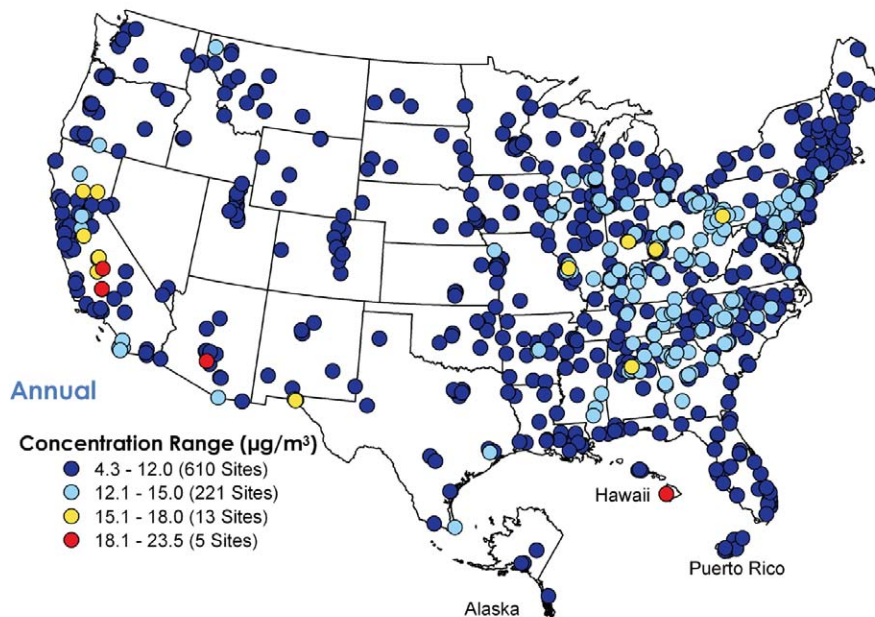 Annual
Concentration Range (µg/m³)
4.3 - 12.0 (610 Sites)
12.1 - 15.0 (221 Sites)
15.1 - 18.0 (13 Sites)
18.1 - 23.5 (5 Sites)
Hawaii
Puerto Rico
Alaska